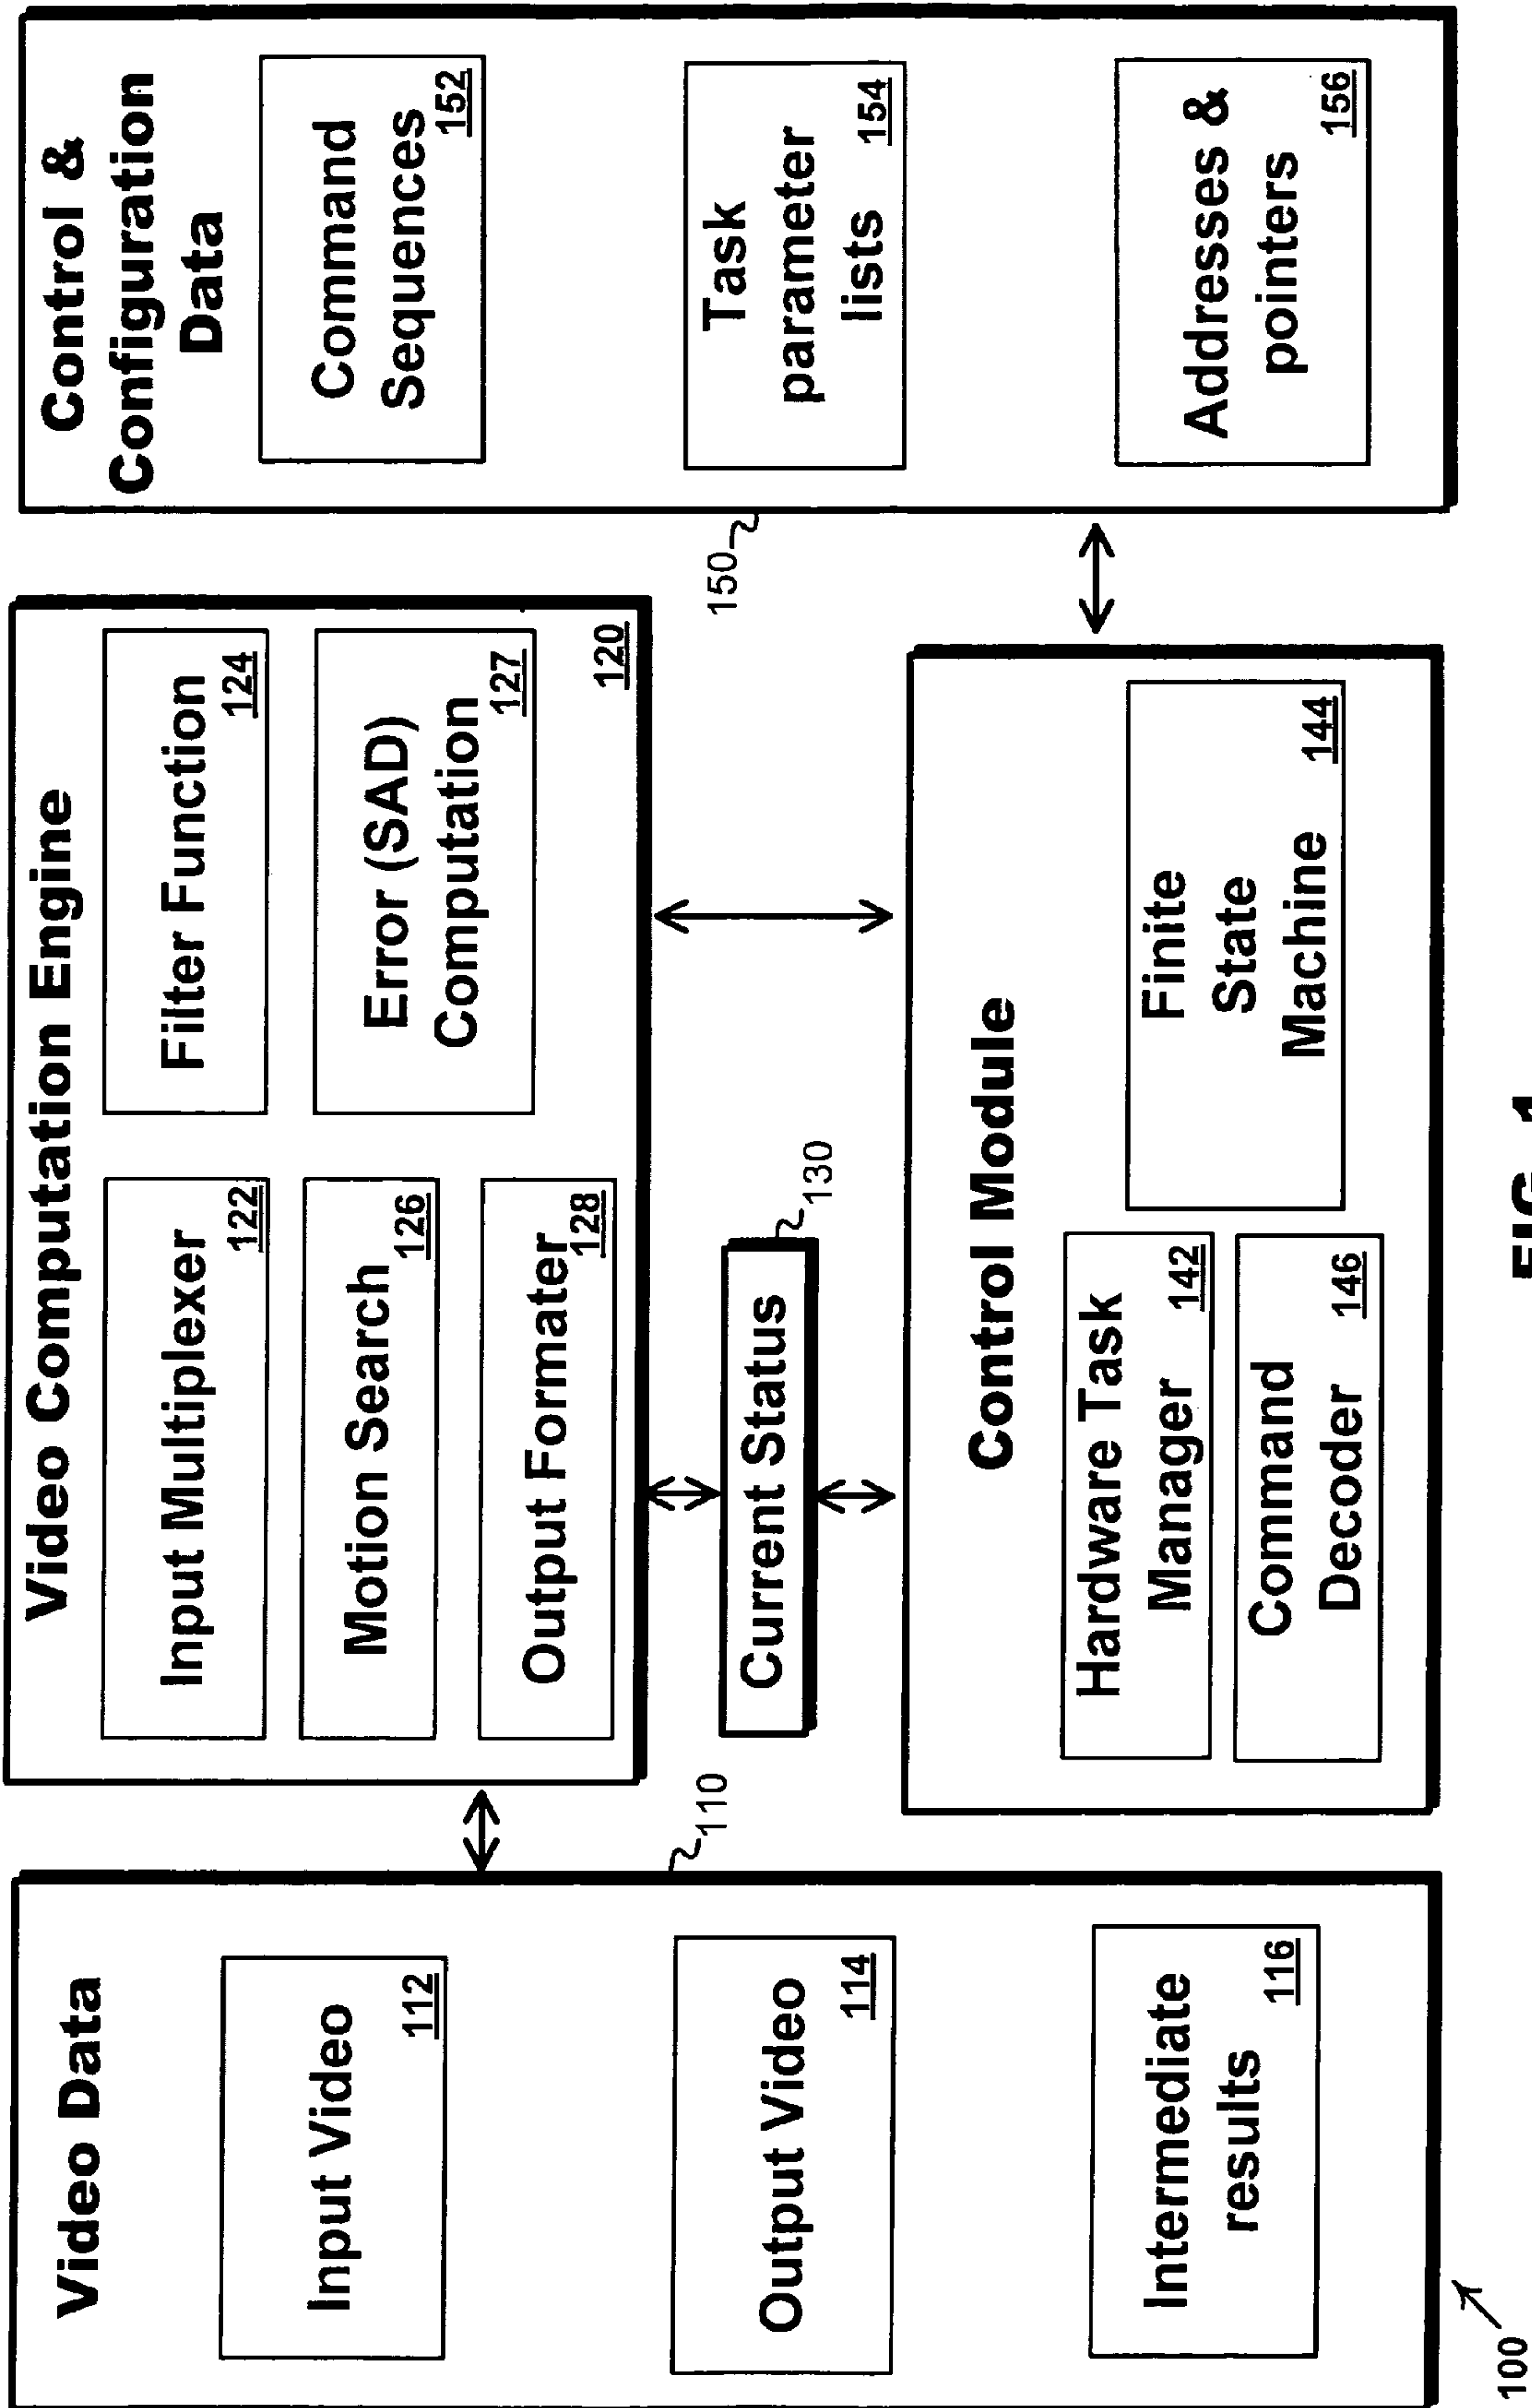 Video Data
Input Video
112
Output Video
114
Intermediate
results
116
110
100
Video Computation Engine
Input Multiplexer
122
Filter Function
124
Motion Search
126
Error (SAD)
Computation
127
Output Formater
128
120
Current Status
130
Control Module
Hardware Task
Manager
142
Finite
State
Machine
144
Command
Decoder
146
Control &
Configuration
Data
Command
Sequences
152
Task
parameter
lists
154
Addresses &
pointers
156
150
FIG. 1